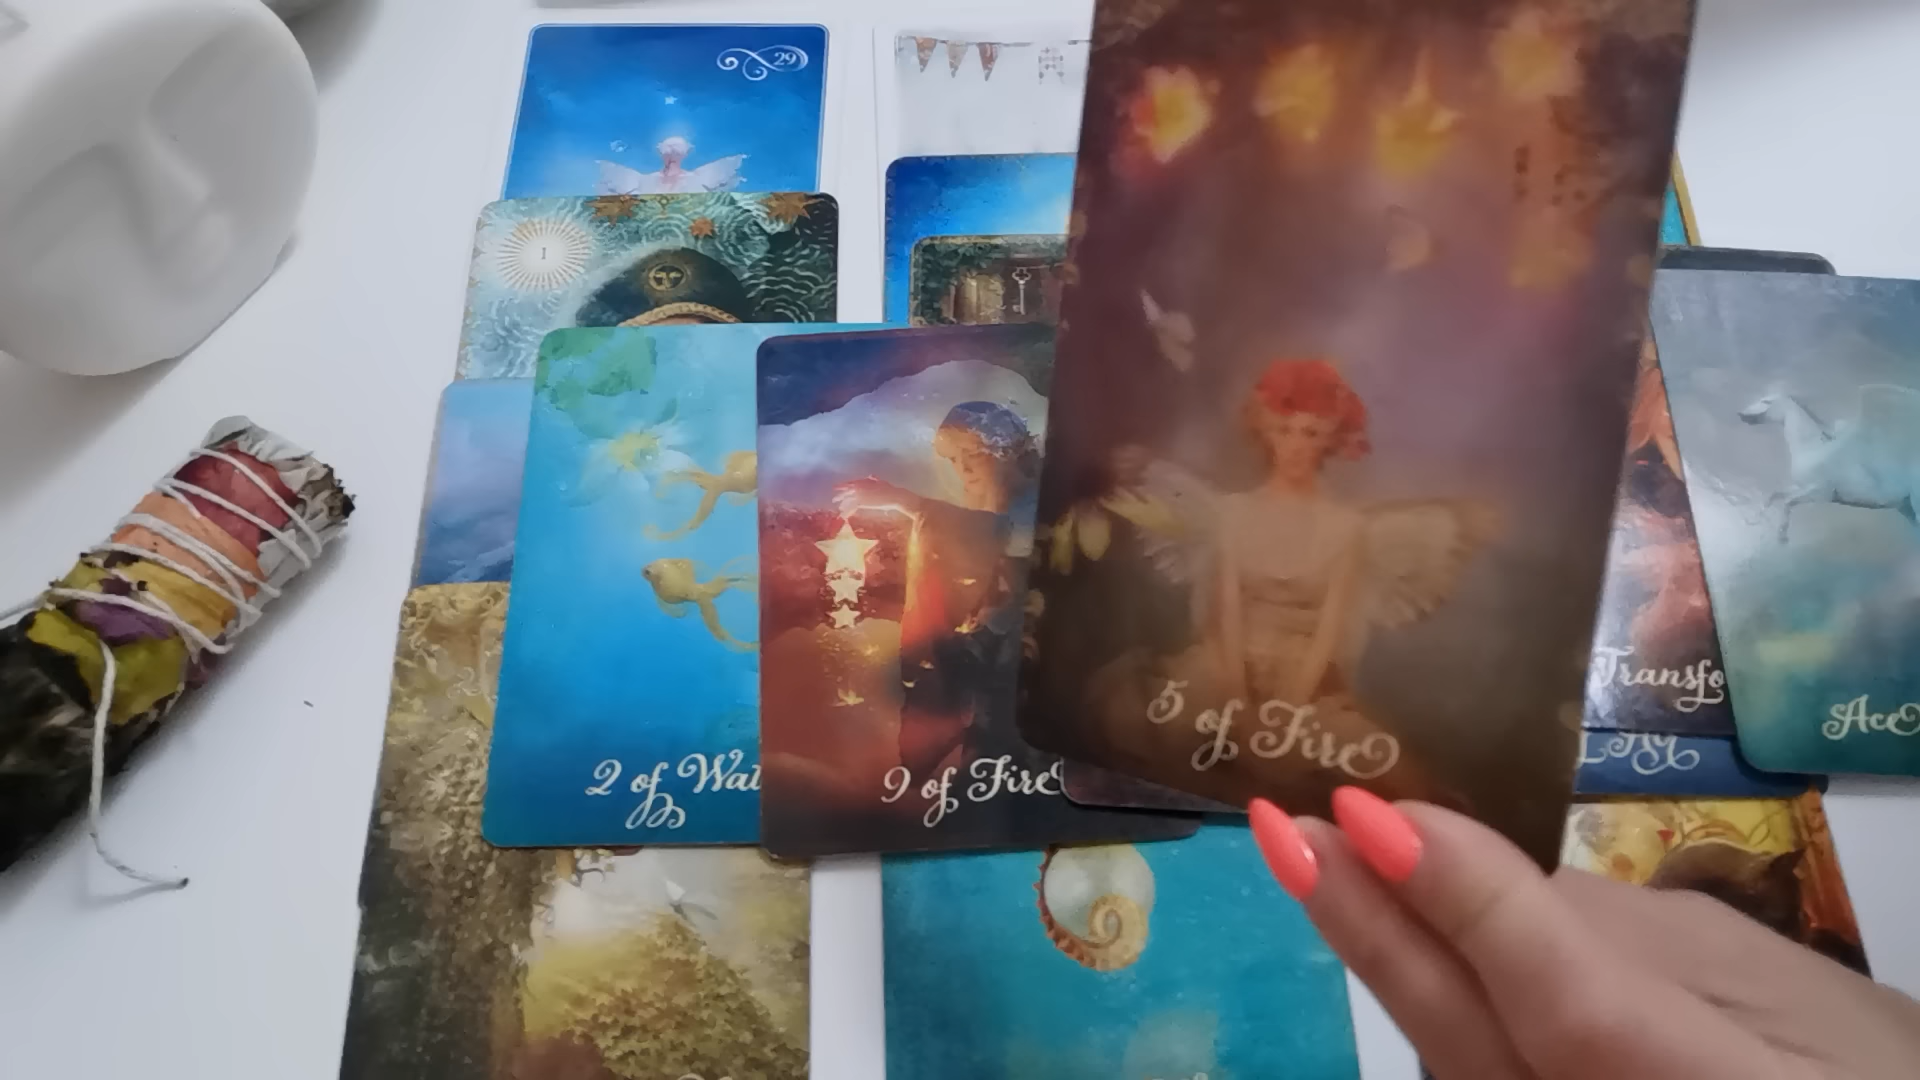 29
I
5 of Fire
Transfo
Ace
2 of Wat
9 of Fire